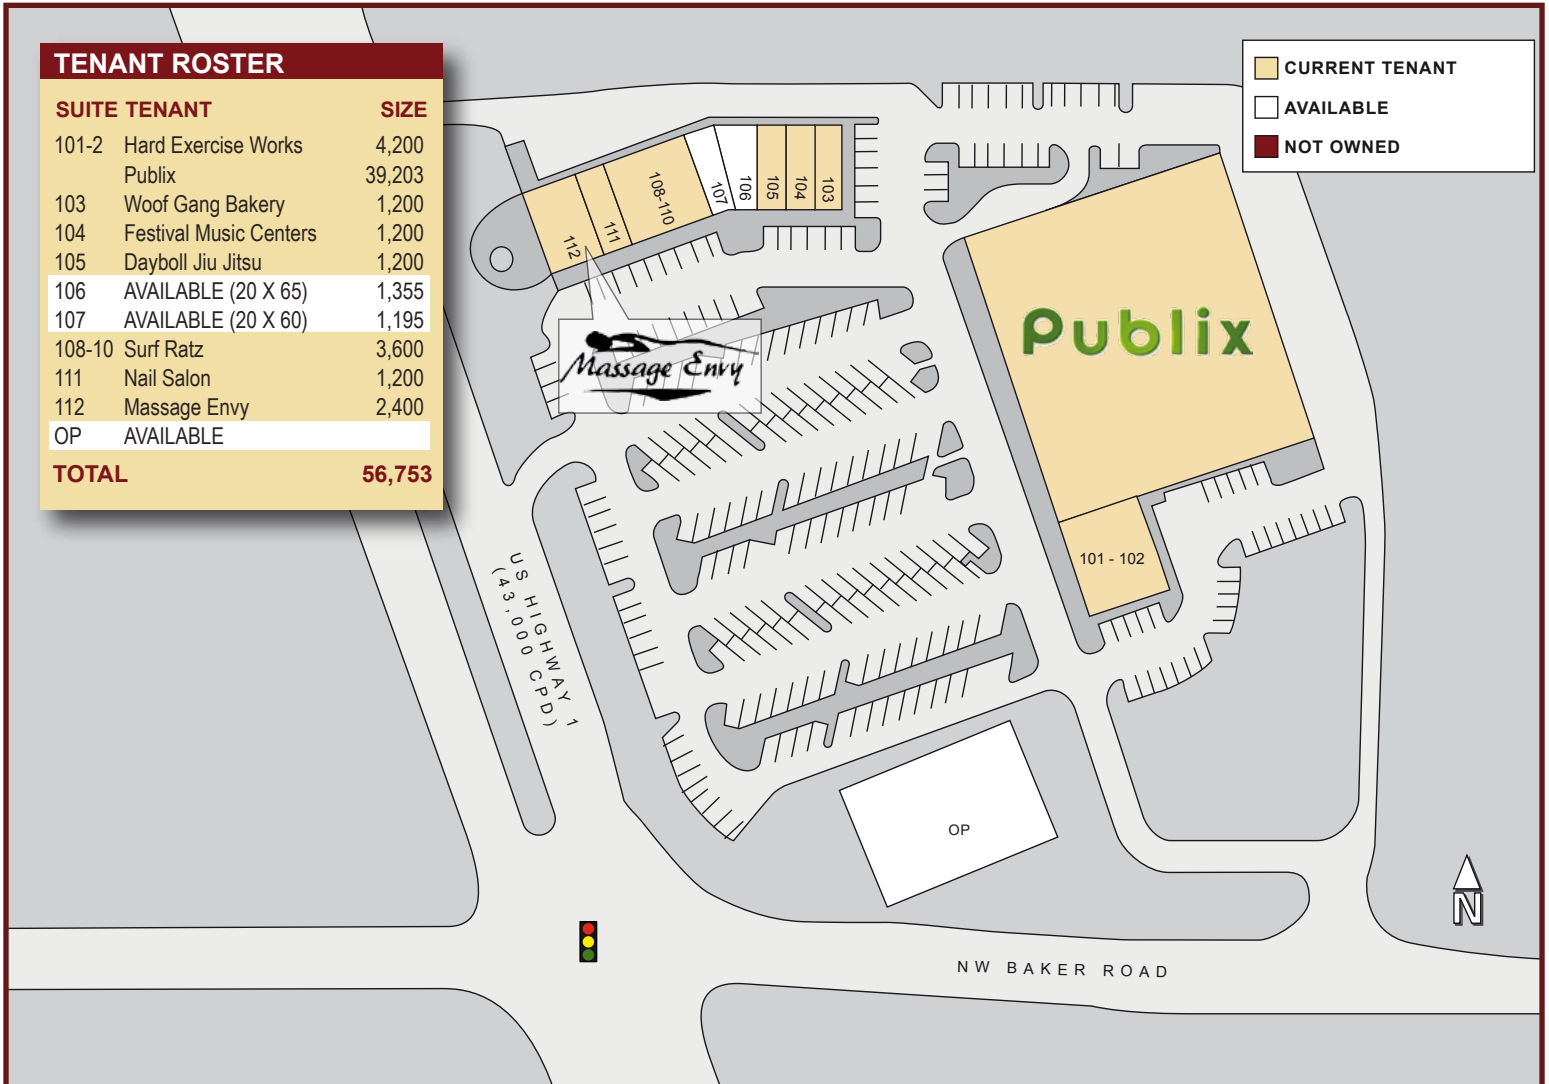 TENANT ROSTER
SUITE TENANT SIZE
101-2 Hard Exercise Works 4,200
Publix 39,203
103 Woof Gang Bakery 1,200
104 Festival Music Centers 1,200
105 Dayboll Jiu Jitsu 1,200
106 AVAILABLE (20 X 65) 1,355
107 AVAILABLE (20 X 60) 1,195
108-10 Surf Ratz 3,600
111 Nail Salon 1,200
112 Massage Envy 2,400
OP AVAILABLE
TOTAL 56,753
CURRENT TENANT
AVAILABLE
NOT OWNED
112
111
108-110
107
106
105
104
103
Massage Envy
Publix
101 - 102
US HIGHWAY 1
(43,000 CPD)
OP
N
NW BAKER ROAD